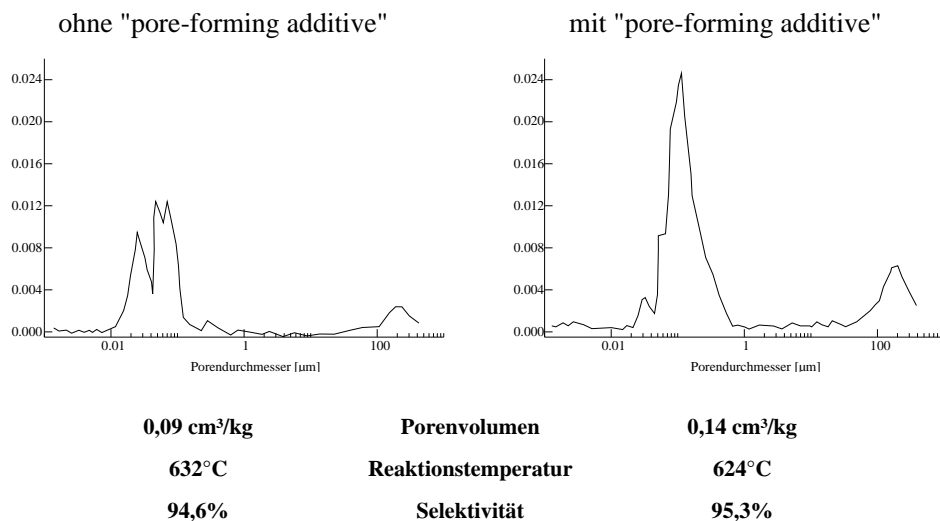 ohne "pore-forming additive"
mit "pore-forming additive"
0.024
0.020
0.016
0.012
0.008
0.004
0.000
0.01 1 100
Porendurchmesser [µm]
0.024
0.020
0.016
0.012
0.008
0.004
0.000
0.01 1 100
Porendurchmesser [µm]
0,09 cm³/kg Porenvolumen 0,14 cm³/kg
632°C Reaktionstemperatur 624°C
94,6% Selektivität 95,3%